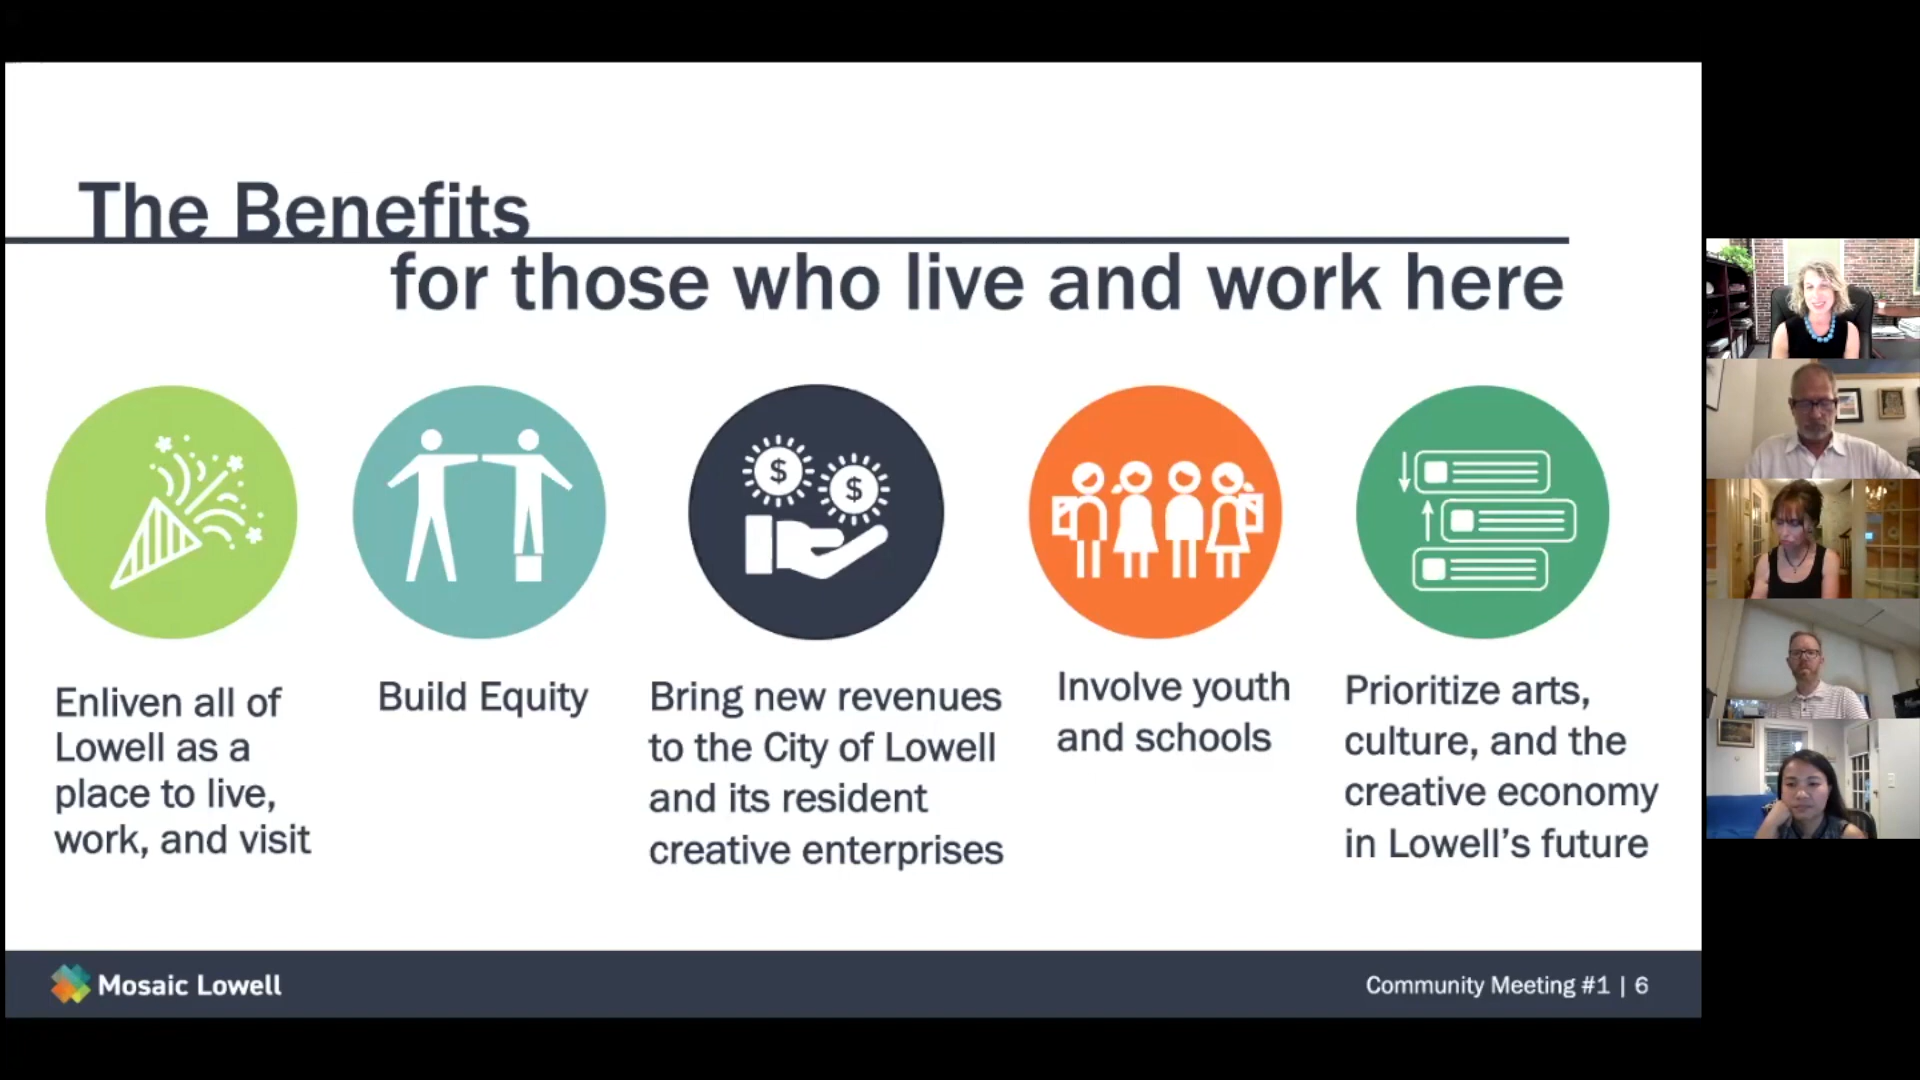 The Benefits
for those who live and work here
$
$
Enliven all of
Lowell as a
place to live,
work, and visit
Build Equity
Bring new revenues
to the City of Lowell
and its resident
creative enterprises
Involve youth
and schools
Prioritize arts,
culture, and the
creative economy
in Lowell’s future
Mosaic Lowell
Community Meeting #1 | 6